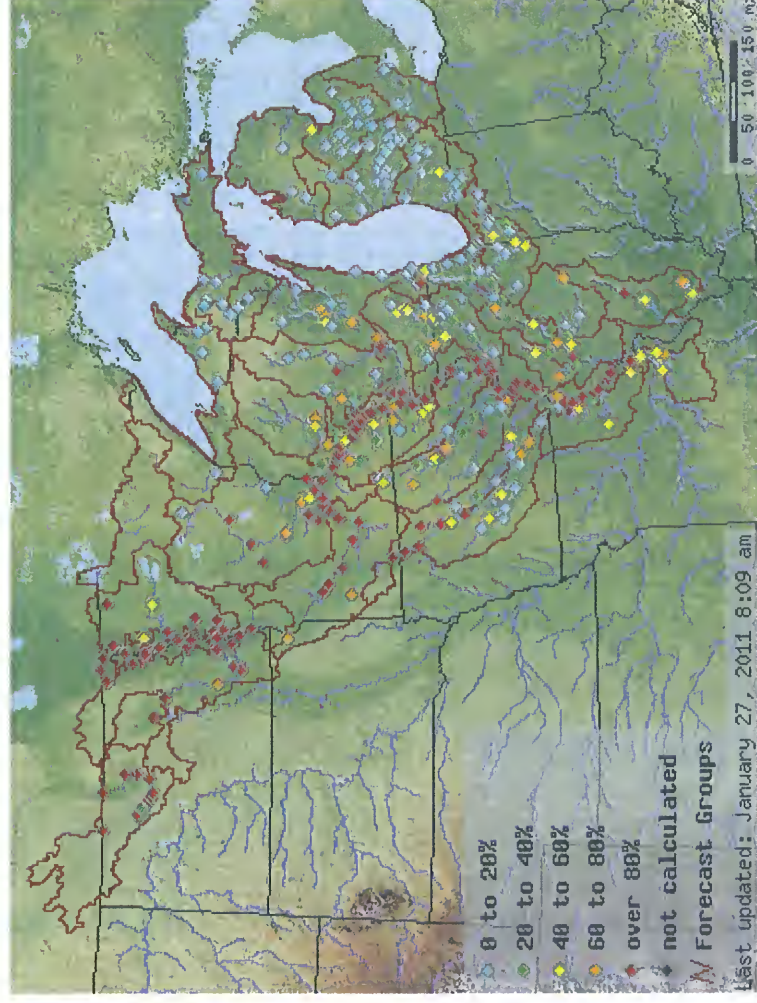 0 to 20%
20 to 40%
40 to 60%
60 to 80%
over 80%
not calculated
Forecast Groups
Last updated: January 27, 2011 8:09 am
0 50 100 150 mi